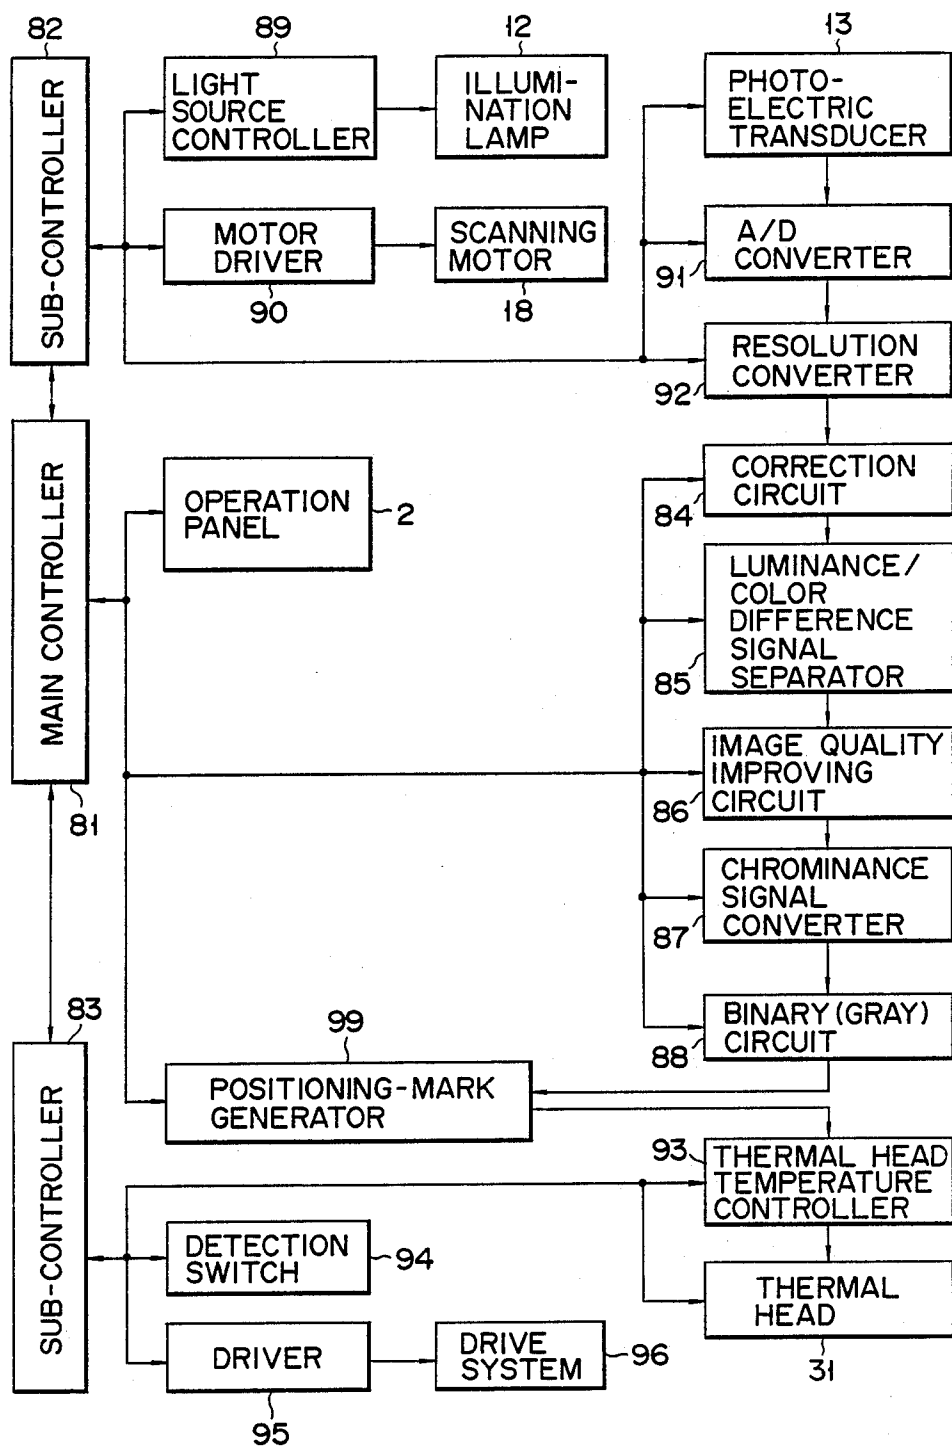 82
SUB-CONTROLLER
89
LIGHT
SOURCE
CONTROLLER
12
ILLUMI-
NATION
LAMP
13
PHOTO-
ELECTRIC
TRANSDUCER
MOTOR
DRIVER
90
SCANNING
MOTOR
18
A/D
CONVERTER
91
RESOLUTION
CONVERTER
92
MAIN CONTROLLER
81
OPERATION
PANEL
2
CORRECTION
CIRCUIT
84
LUMINANCE/
COLOR
DIFFERENCE
SIGNAL
SEPARATOR
85
IMAGE QUALITY
IMPROVING
CIRCUIT
86
CHROMINANCE
SIGNAL
CONVERTER
87
BINARY (GRAY)
CIRCUIT
88
83
SUB-CONTROLLER
99
POSITIONING-MARK
GENERATOR
93
THERMAL HEAD
TEMPERATURE
CONTROLLER
DETECTION
SWITCH
94
THERMAL
HEAD
31
DRIVER
95
DRIVE
SYSTEM
96